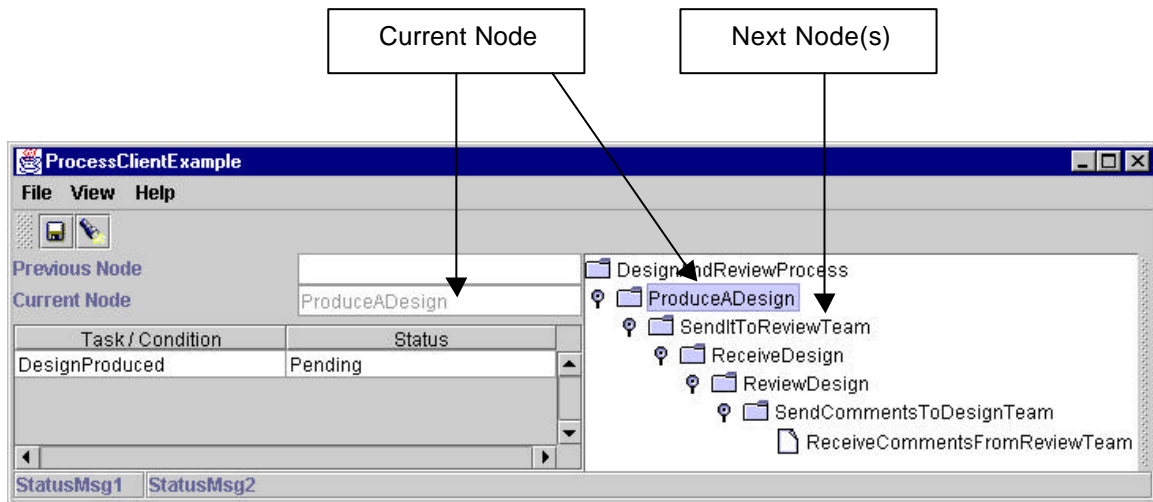 Current Node
Next Node(s)
ProcessClientExample
File View Help
Previous Node
Current Node
ProduceADesign
Task / Condition Status
DesignProduced Pending
DesignAndReviewProcess
ProduceADesign
SendItToReviewTeam
ReceiveDesign
ReviewDesign
SendCommentsToDesignTeam
ReceiveCommentsFromReviewTeam
StatusMsg1 StatusMsg2